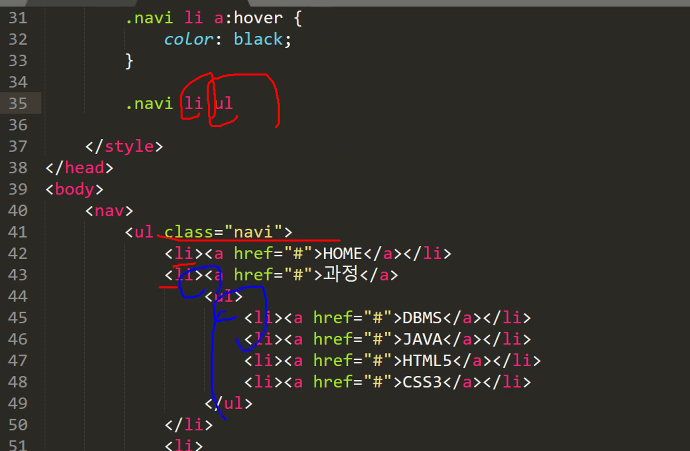 31 .navi li a:hover {
32 color: black;
33 }
34
35 .navi li ul
36
37 </style>
38 </head>
39 <body>
40 <nav>
41 <ul class="navi">
42 <li><a href="#">HOME</a></li>
43 <li><a href="#">과정</a>
44 <ul>
45 <li><a href="#">DBMS</a></li>
46 <li><a href="#">JAVA</a></li>
47 <li><a href="#">HTML5</a></li>
48 <li><a href="#">CSS3</a></li>
49 </ul>
50 </li>
51 <li>